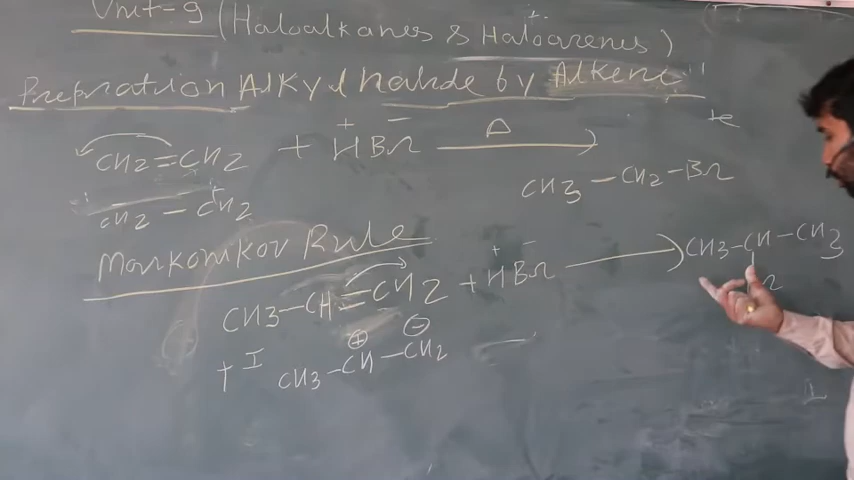 Unit-9 (Haloalkanes & Haloarenes)
Prepration Alkyl halide by Alkene
CH2=CH2 + HBr Δ→
CH3-CH2-Br
CH2-CH2
Markonikov Rule
CH3-CH=CH2 + HBr → CH3-CH-CH3
+I CH3-CH-CH2